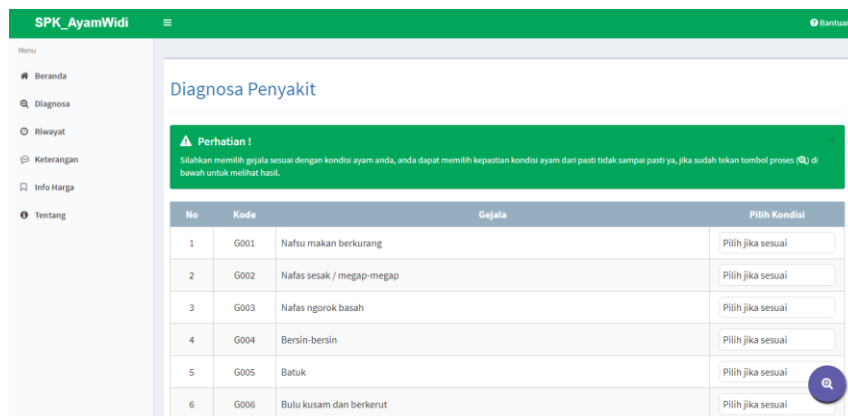 SPK_AyamWidi
Bantuan
Menu
Beranda
Diagnosa
Riwayat
Keterangan
Info Harga
Tentang
Diagnosa Penyakit
Perhatian !
×
Silahkan memilih gejala sesuai dengan kondisi ayam anda, anda dapat memilih kepastian kondisi ayam dari pasti tidak sampai pasti ya, jika sudah tekan tombol proses () di
bawah untuk melihat hasil.
No Kode Gejala Pilih Kondisi
1 G001 Nafsu makan berkurang Pilih jika sesuai
2 G002 Nafas sesak / megap-megap Pilih jika sesuai
3 G003 Nafas ngorok basah Pilih jika sesuai
4 G004 Bersin-bersin Pilih jika sesuai
5 G005 Batuk Pilih jika sesuai
6 G006 Bulu kusam dan berkerut Pilih jika sesuai